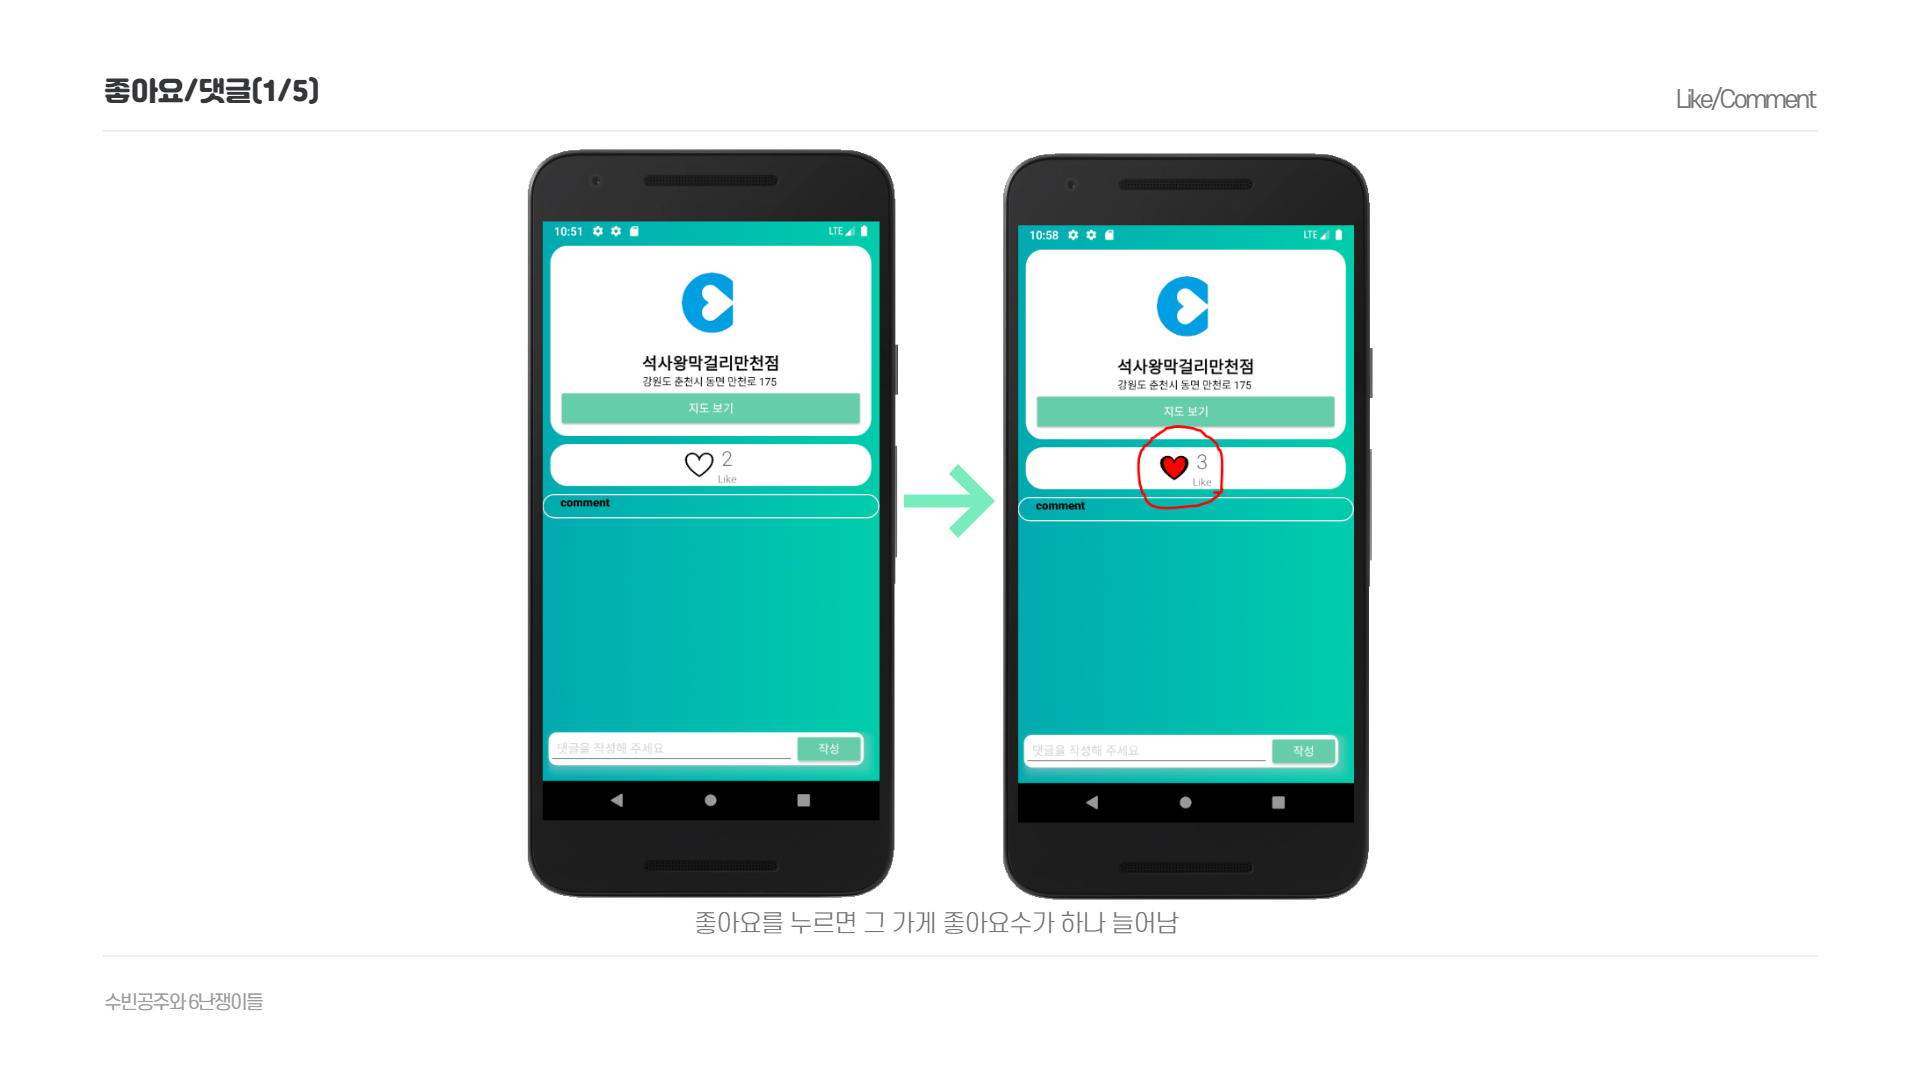 좋아요/댓글(1/5)
Like/Comment
10:51
LTE
석사왕막걸리만천점
강원도 춘천시 동면 만천로 175
지도 보기
2
Like
comment
댓글을 작성해 주세요
작성
10:58
LTE
석사왕막걸리만천점
강원도 춘천시 동면 만천로 175
지도 보기
3
Like
comment
댓글을 작성해 주세요
작성
좋아요를 누르면 그 가게 좋아요수가 하나 늘어남
수빈공주와 6난쟁이들